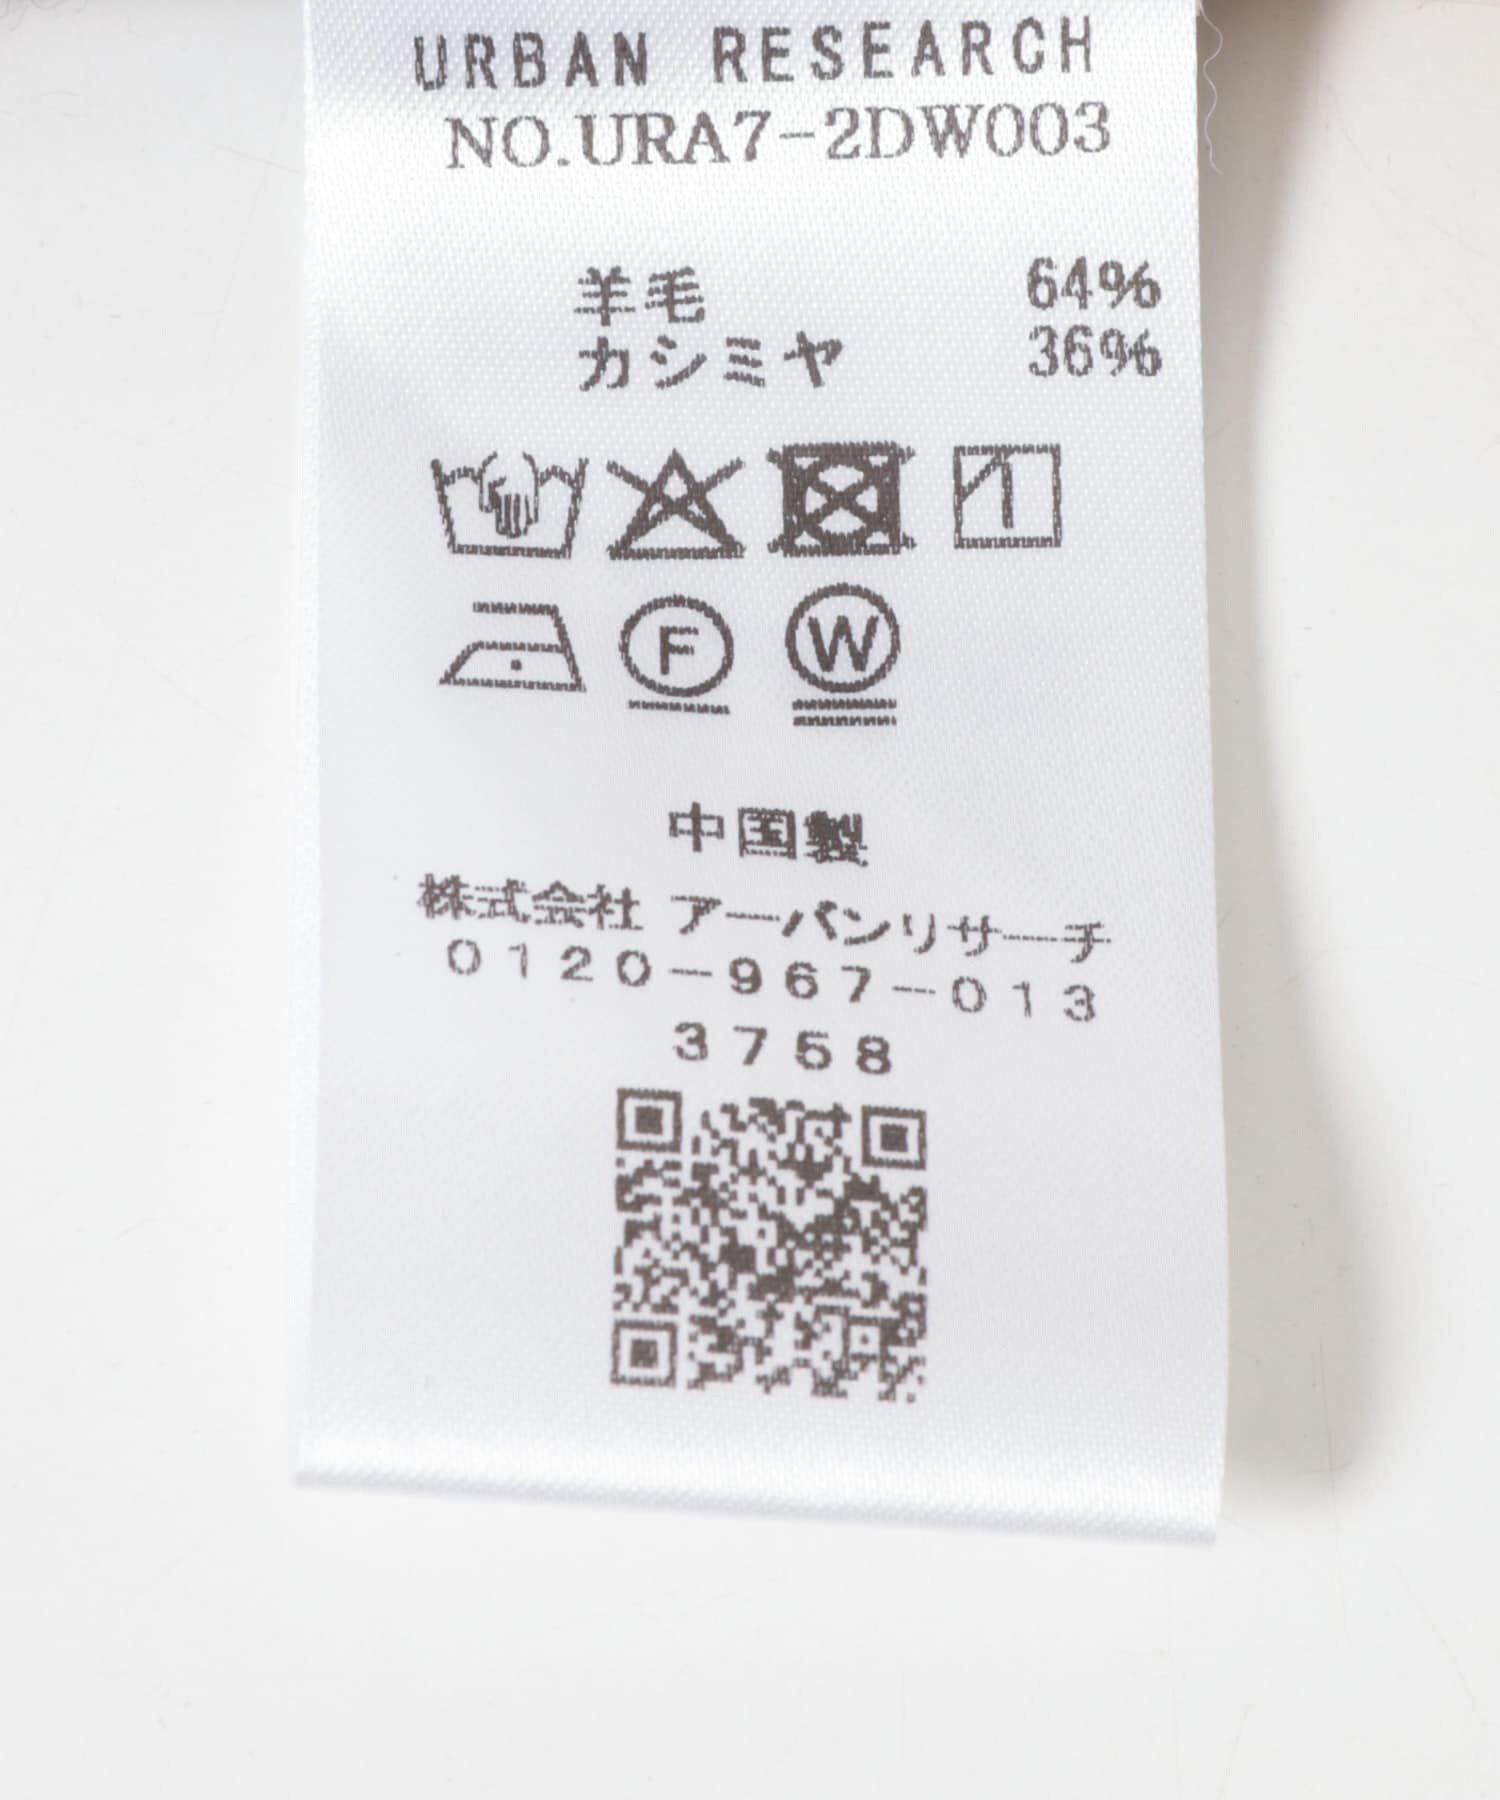 URBAN RESEARCH
NO.URA7-2DW003
羊毛 64%
カシミヤ 36%
F W
中国製
株式会社 アーバンリサーチ
0120-967-013
3758